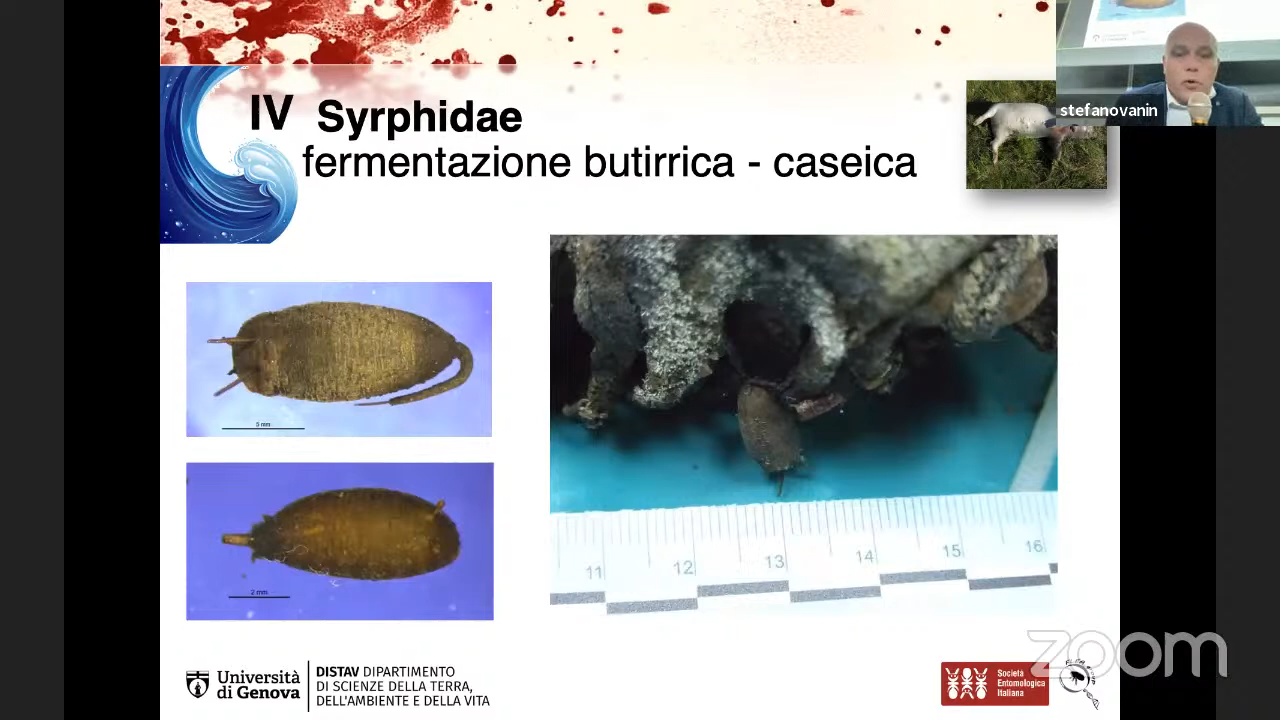 IV Syrphidae
fermentazione butirrica - caseica
stefanovanin
5 mm
2 mm
11 12 13 14 15 16
Università
di Genova
DISTAV DIPARTIMENTO
DI SCIENZE DELLA TERRA,
DELL'AMBIENTE E DELLA VITA
Società
Entomologica
Italiana
zoom